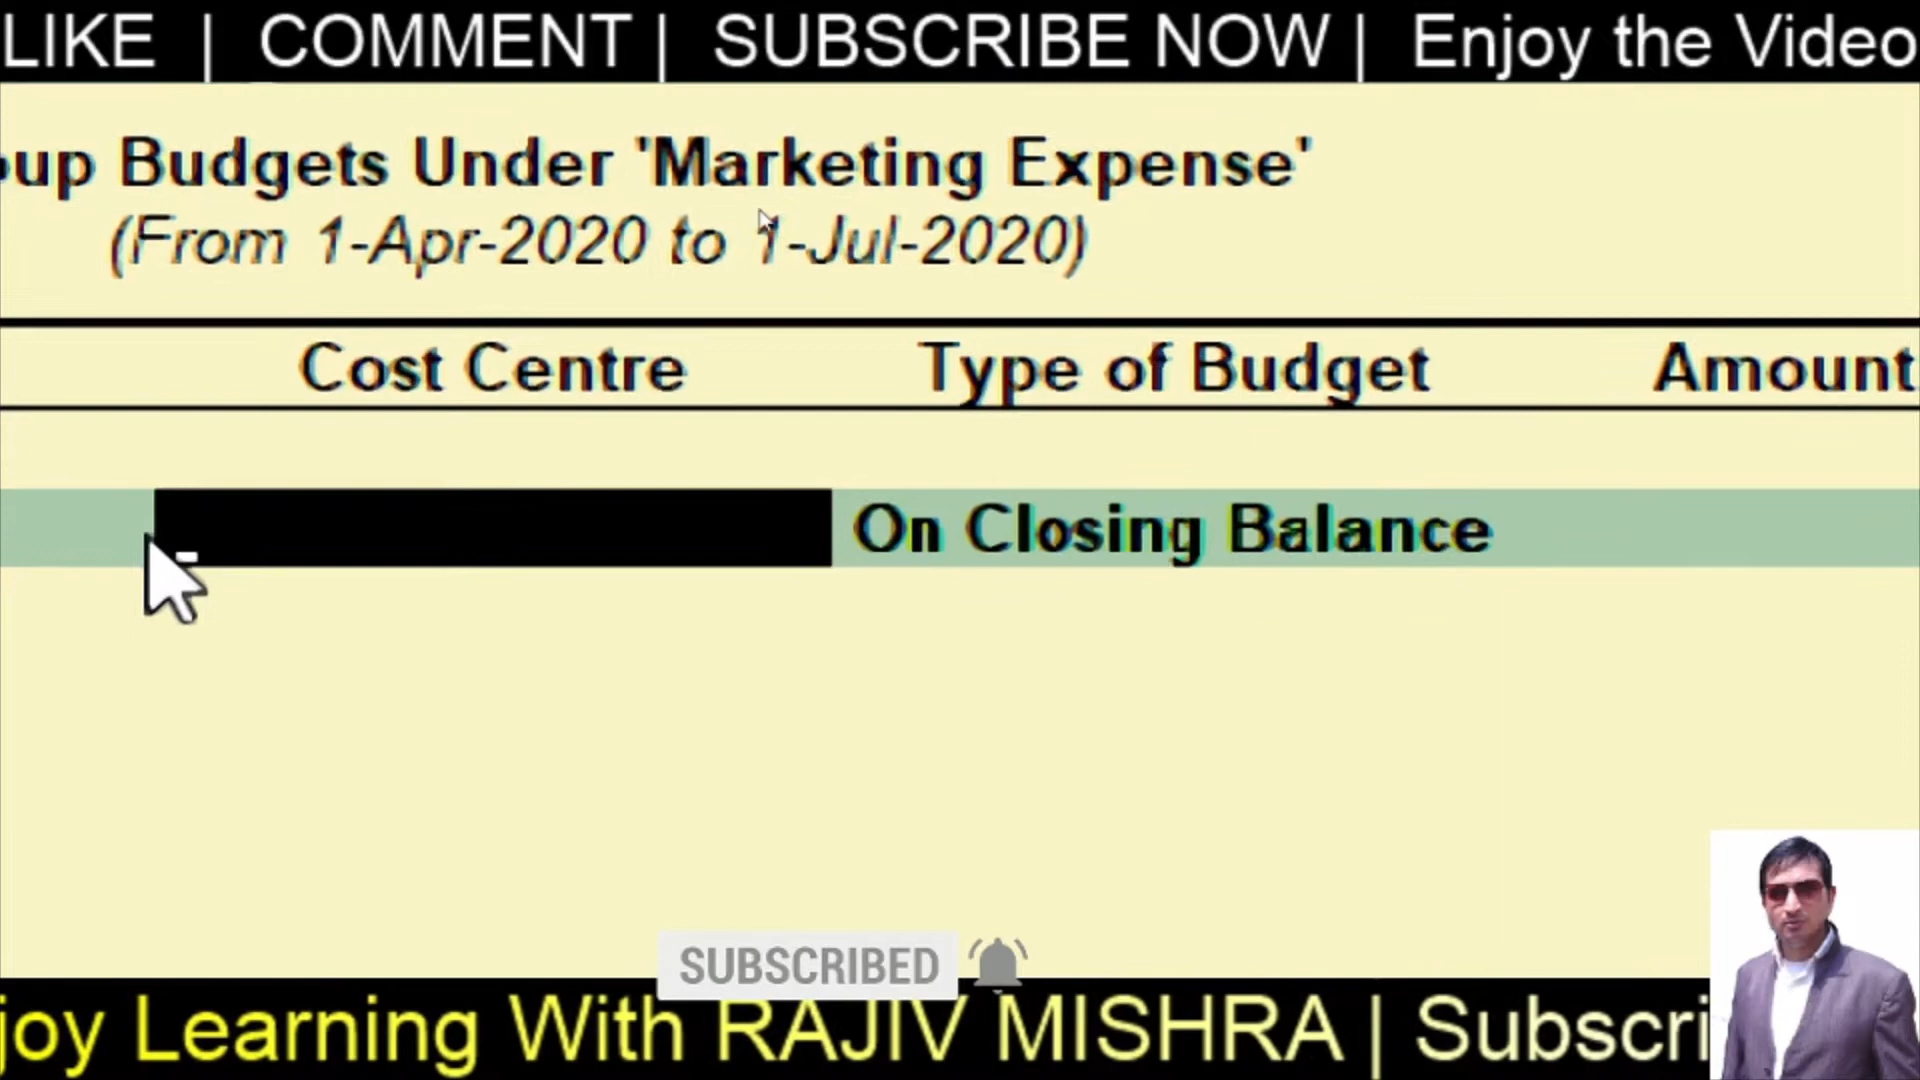 LIKE | COMMENT | SUBSCRIBE NOW | Enjoy the Video
oup Budgets Under 'Marketing Expense'
(From 1-Apr-2020 to 1-Jul-2020)
Cost Centre Type of Budget Amount
On Closing Balance
SUBSCRIBED
joy Learning With RAJIV MISHRA | Subscri